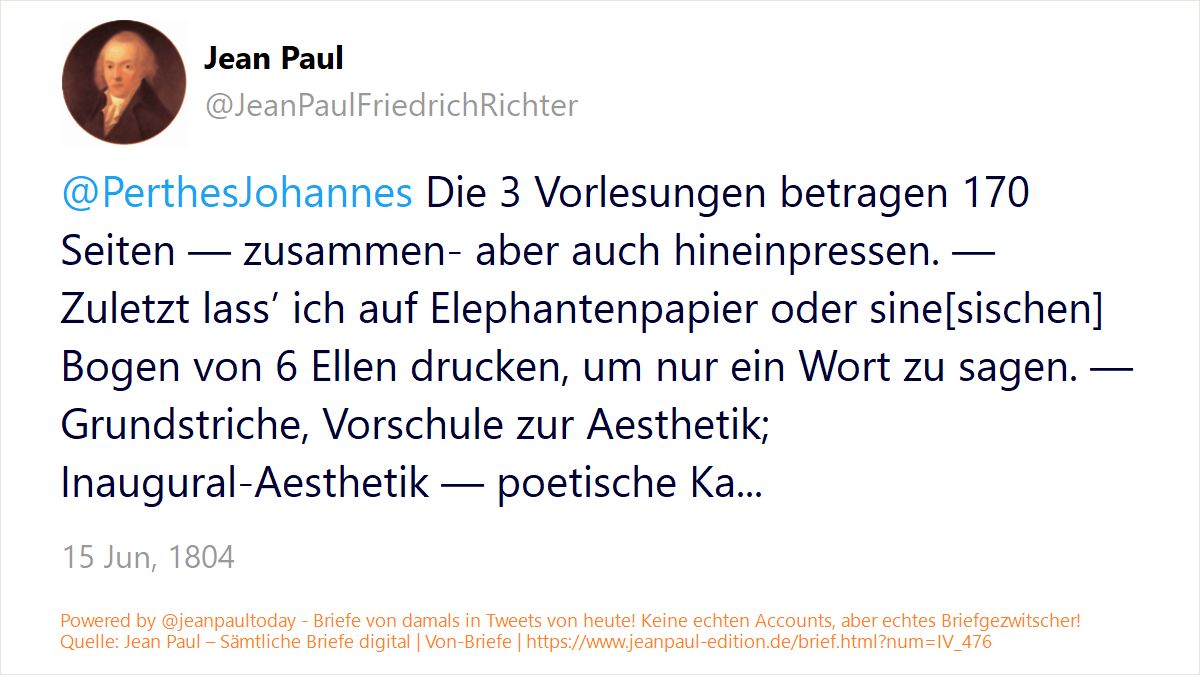 Jean Paul
@JeanPaulFriedrichRichter
@PerthesJohannes Die 3 Vorlesungen betragen 170
Seiten — zusammen- aber auch hineinpressen. —
Zuletzt lass’ ich auf Elephantenpapier oder sine[sischen]
Bogen von 6 Ellen drucken, um nur ein Wort zu sagen. —
Grundstriche, Vorschule zur Aesthetik;
Inaugural-Aesthetik — poetische Ka...
15 Jun, 1804
Powered by @jeanpaultoday - Briefe von damals in Tweets von heute! Keine echten Accounts, aber echtes Briefgezwitscher!
Quelle: Jean Paul – Sämtliche Briefe digital | Von-Briefe | https://www.jeanpaul-edition.de/brief.html?num=IV_476